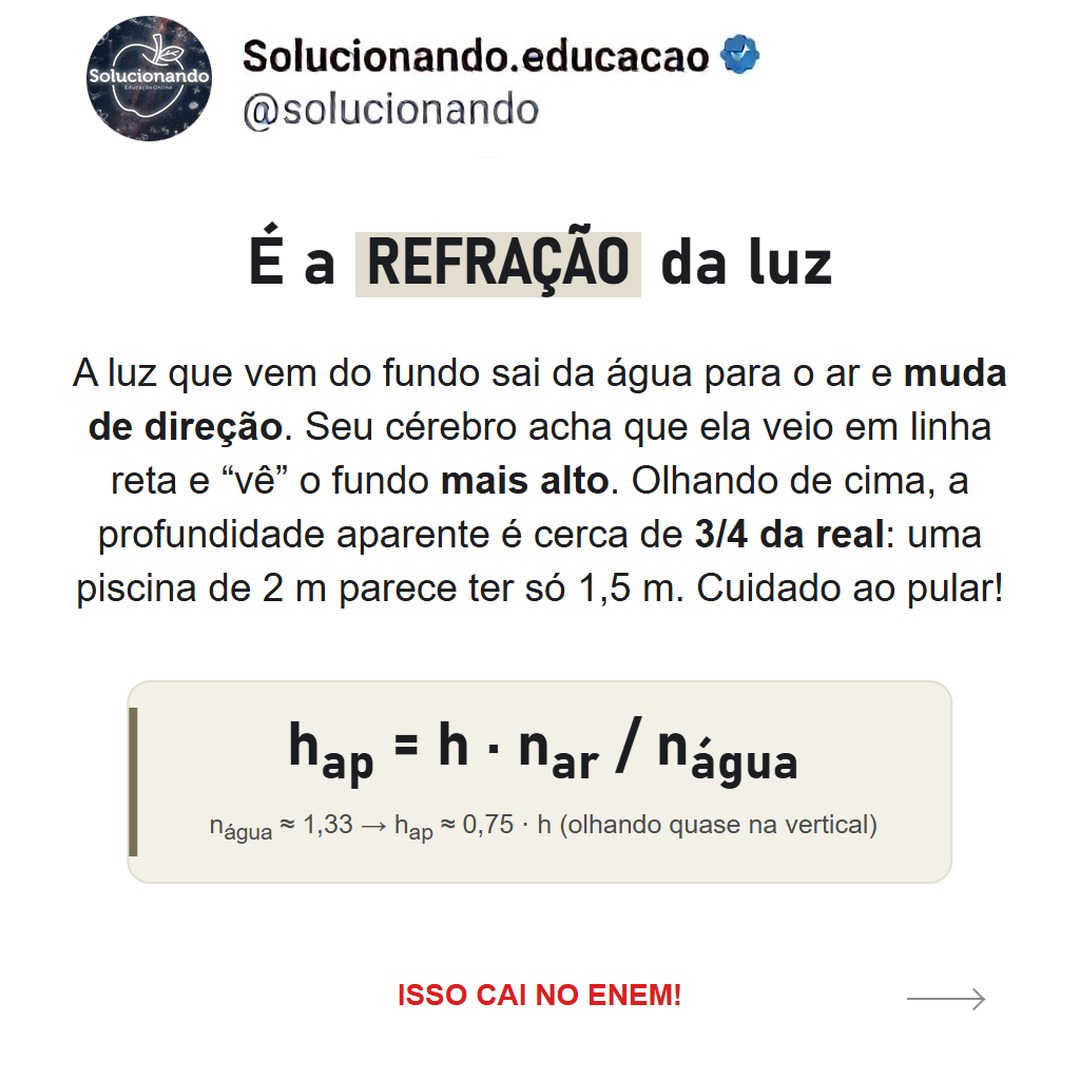 Solucionando
Educação Online
Solucionando.educacao
@solucionando
É a REFRAÇÃO da luz
A luz que vem do fundo sai da água para o ar e muda
de direção. Seu cérebro acha que ela veio em linha
reta e “vê” o fundo mais alto. Olhando de cima, a
profundidade aparente é cerca de 3/4 da real: uma
piscina de 2 m parece ter só 1,5 m. Cuidado ao pular!
hap = h · nar / nágua
nágua ≈ 1,33 → hap ≈ 0,75 · h (olhando quase na vertical)
ISSO CAI NO ENEM!